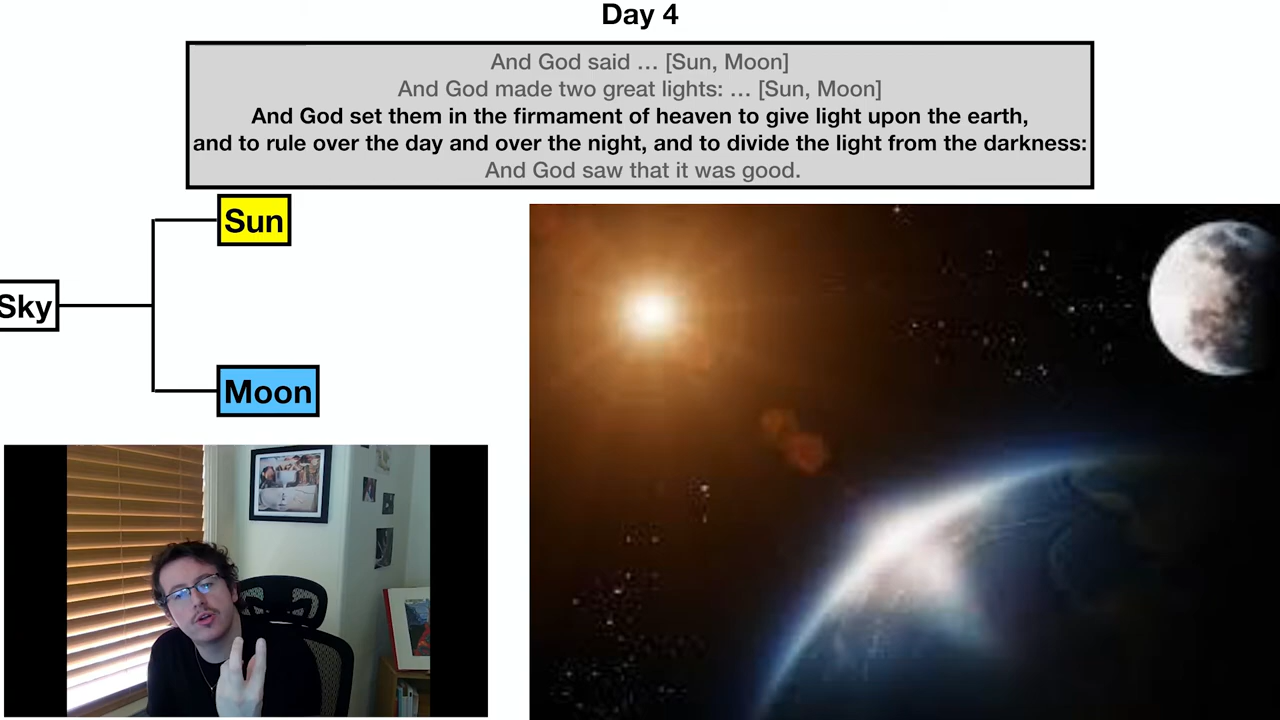 Day 4
And God said … [Sun, Moon]
And God made two great lights: … [Sun, Moon]
And God set them in the firmament of heaven to give light upon the earth,
and to rule over the day and over the night, and to divide the light from the darkness:
And God saw that it was good.
Sun
Sky
Moon